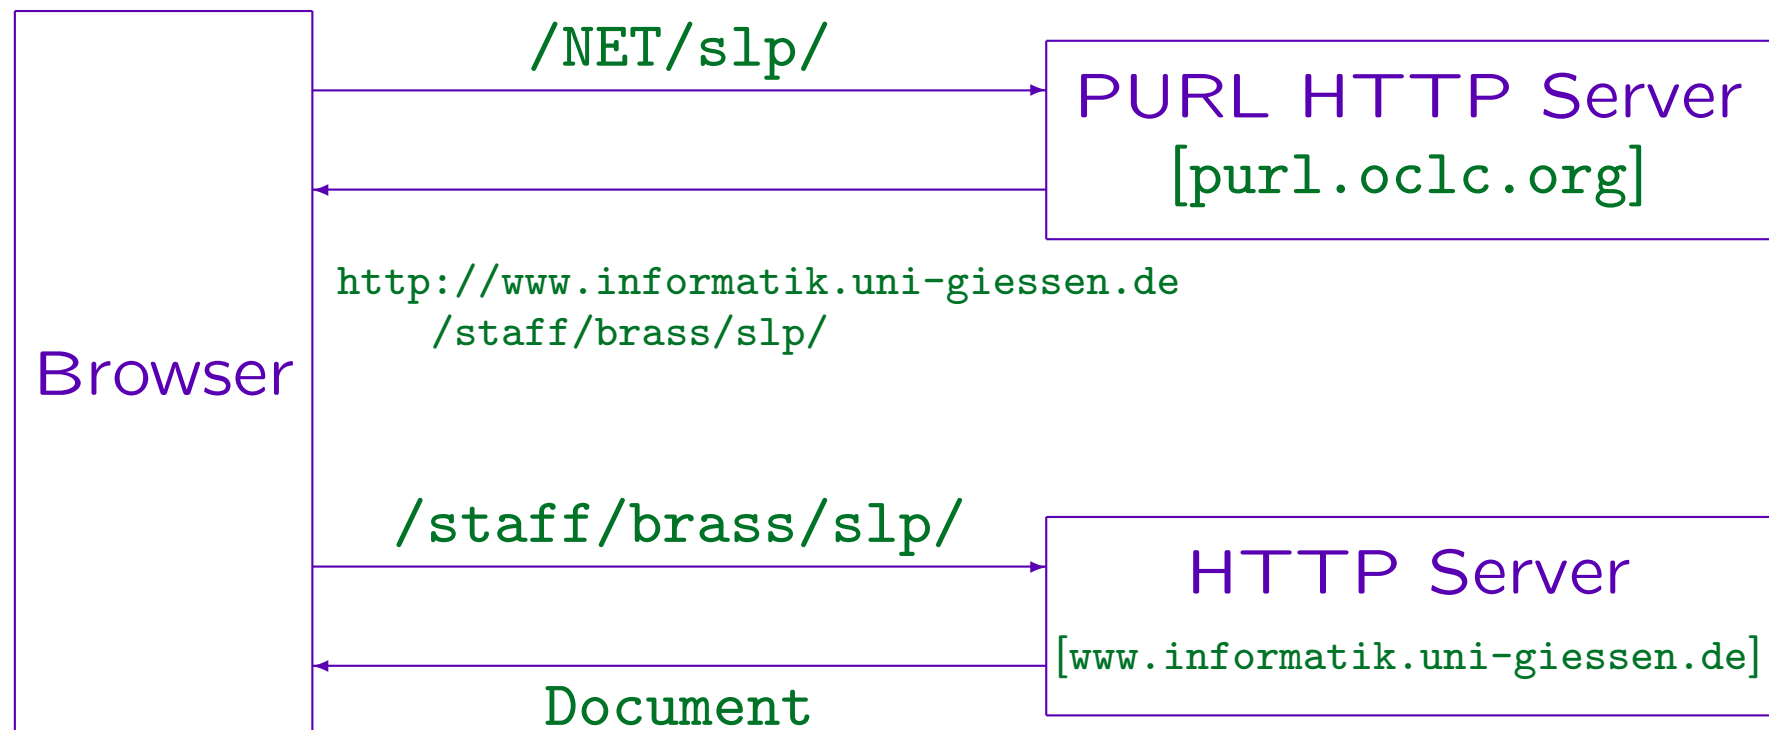 /NET/slp/
PURL HTTP Server
[purl.oclc.org]
http://www.informatik.uni-giessen.de
/staff/brass/slp/
Browser
/staff/brass/slp/
HTTP Server
[www.informatik.uni-giessen.de]
Document